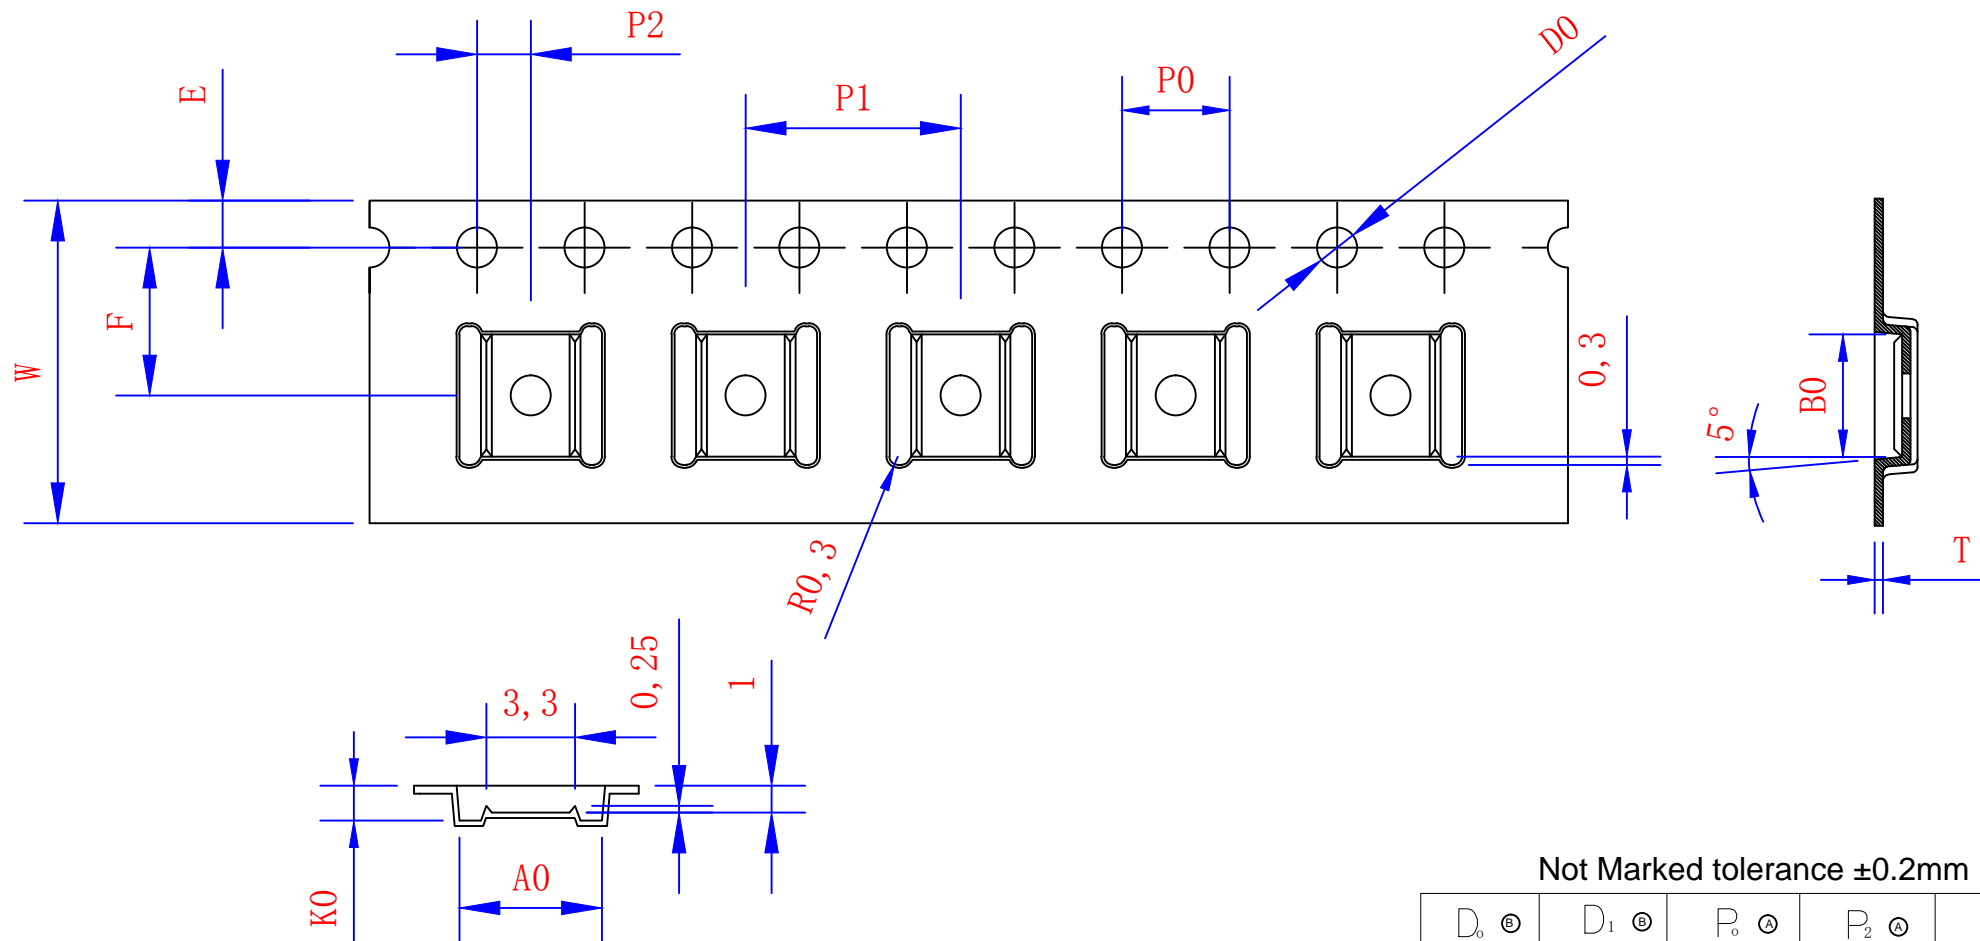 P2
D0
P0
P1
E
F
W
0,3
B0
5°
T
R0,3
0,25
1
3,3
A0
K0
Not Marked tolerance ±0.2mm
D₀ Ⓑ D₁ Ⓑ P₀ Ⓐ P₂ Ⓐ